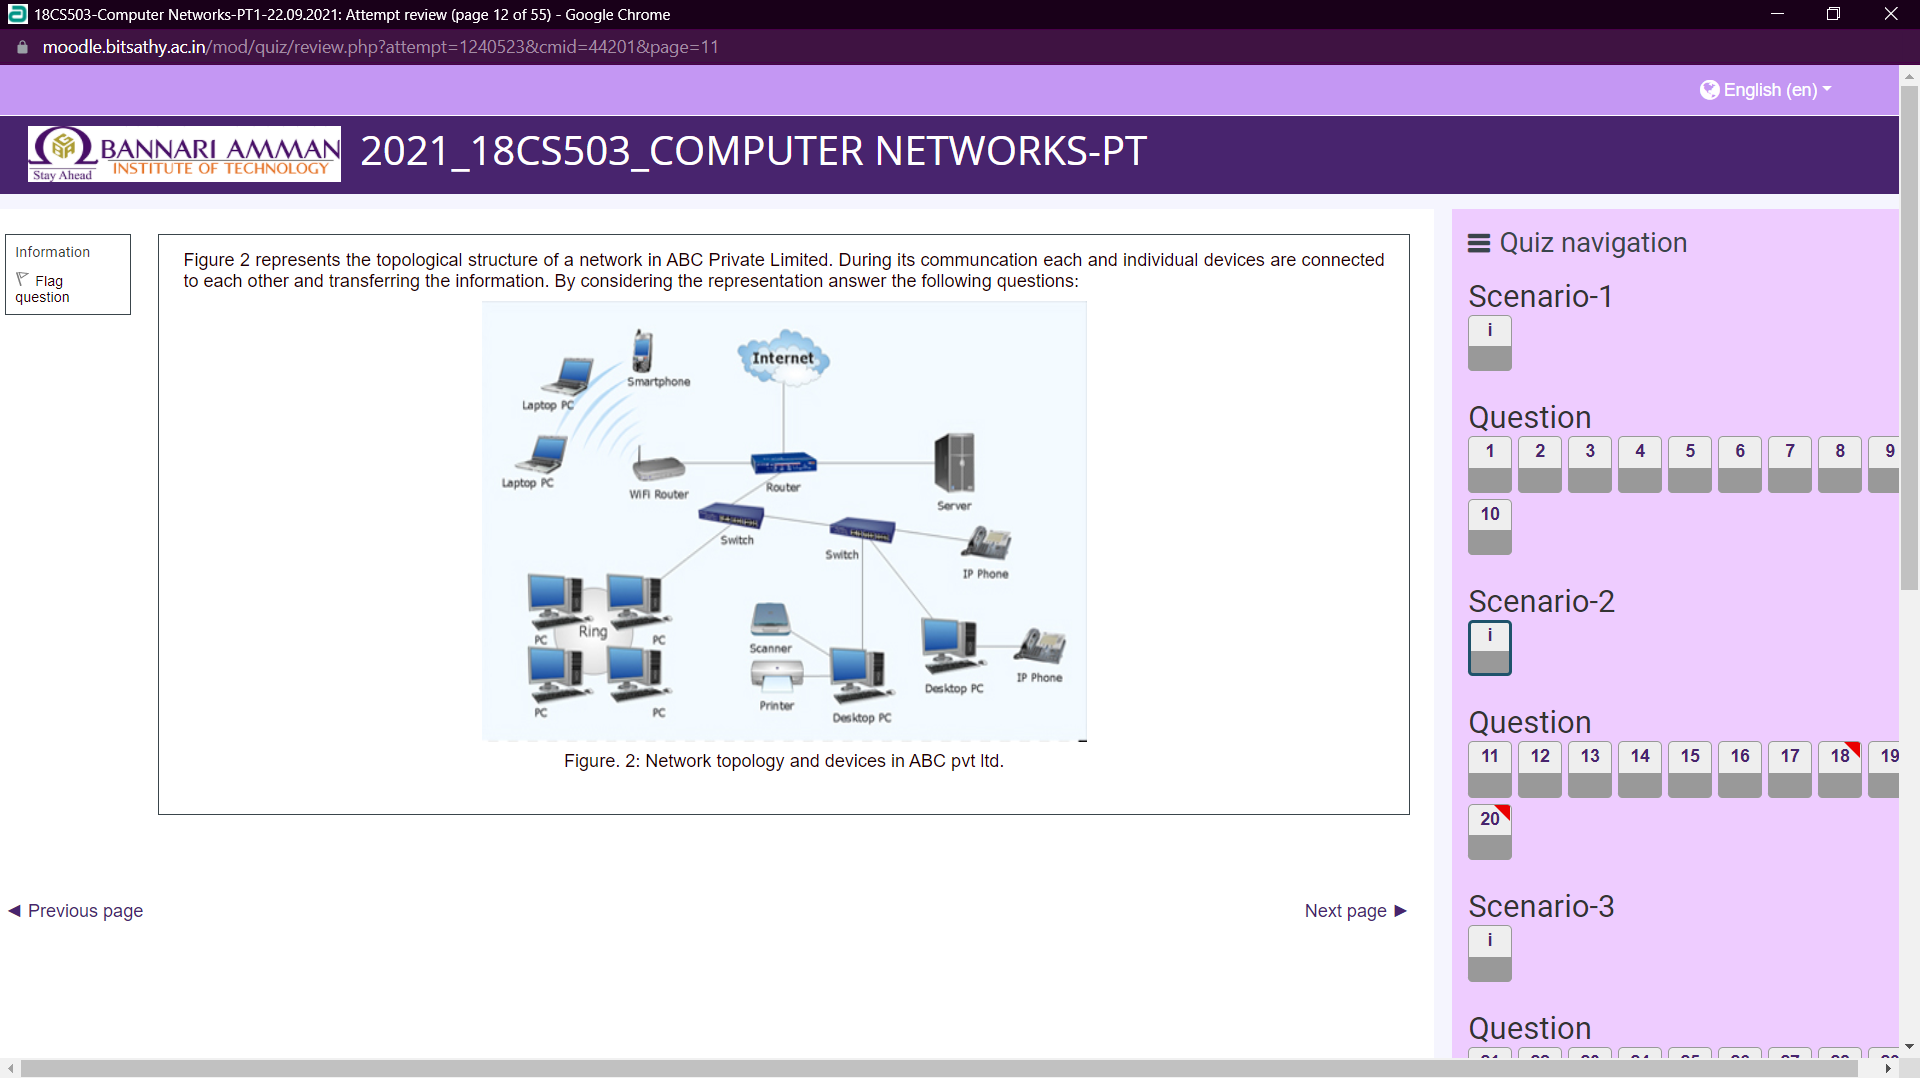 18CS503-Computer Networks-PT1-22.09.2021: Attempt review (page 12 of 55) - Google Chrome
moodle.bitsathy.ac.in/mod/quiz/review.php?attempt=1240523&cmid=44201&page=11
English (en)
BANNARI AMMAN
INSTITUTE OF TECHNOLOGY
Stay Ahead
2021_18CS503_COMPUTER NETWORKS-PT
Information
Flag
question
Figure 2 represents the topological structure of a network in ABC Private Limited. During its communcation each and individual devices are connected
to each other and transferring the information. By considering the representation answer the following questions:
Smartphone
Internet
Laptop PC
Laptop PC
WiFi Router
Router
Server
Switch
Switch
IP Phone
Ring
PC
PC
PC
PC
Scanner
Printer
Desktop PC
Desktop PC
IP Phone
Figure. 2: Network topology and devices in ABC pvt ltd.
Previous page
Next page
Quiz navigation
Scenario-1
i
Question
1 2 3 4 5 6 7 8 9
10
Scenario-2
i
Question
11 12 13 14 15 16 17 18 19
20
Scenario-3
i
Question